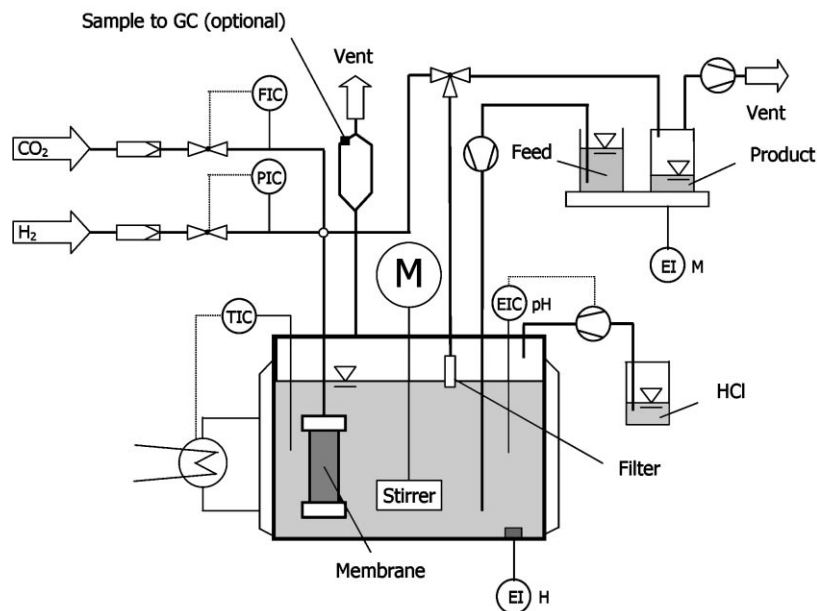 Sample to GC (optional)
Vent
FIC
CO₂
PIC
H₂
M
Feed
Vent
Product
EI M
TIC
EIC pH
HCl
Filter
Stirrer
Membrane
EI H